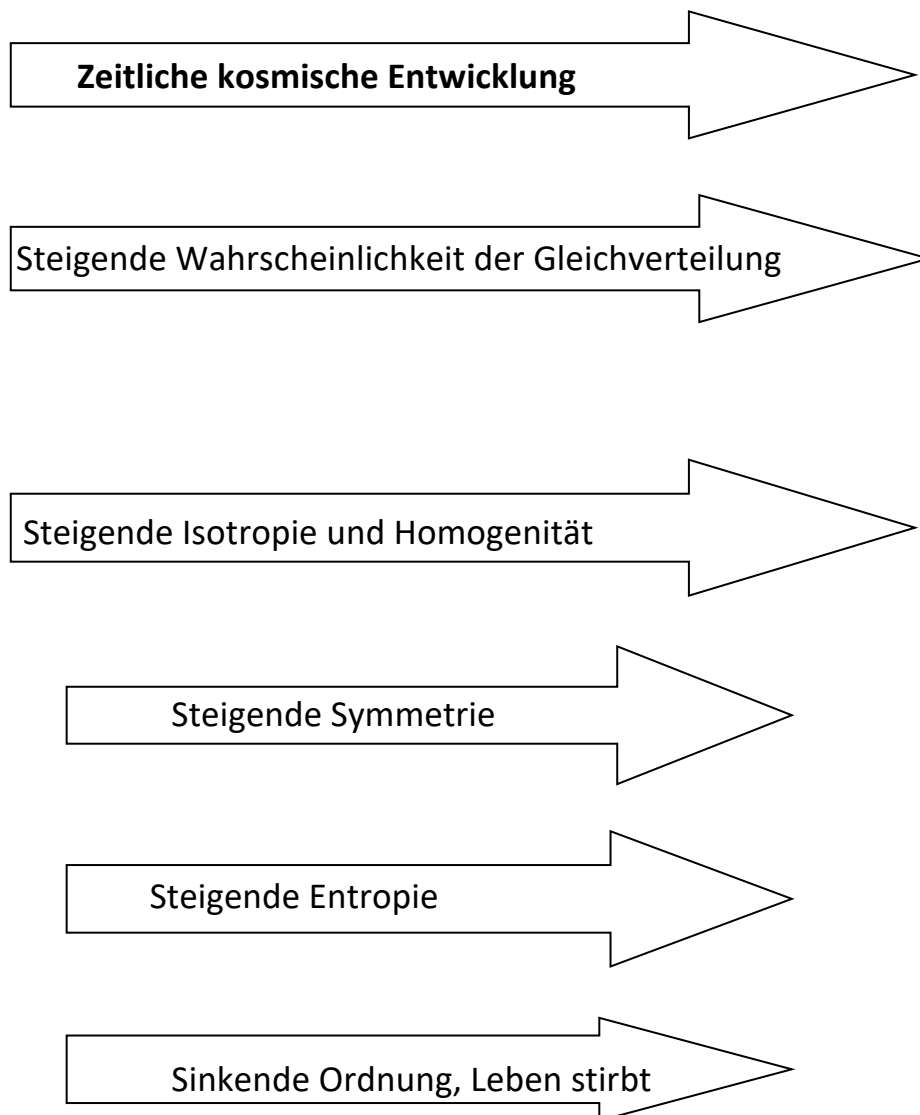 Zeitliche kosmische Entwicklung
Steigende Wahrscheinlichkeit der Gleichverteilung
Steigende Isotropie und Homogenität
Steigende Symmetrie
Steigende Entropie
Sinkende Ordnung, Leben stirbt